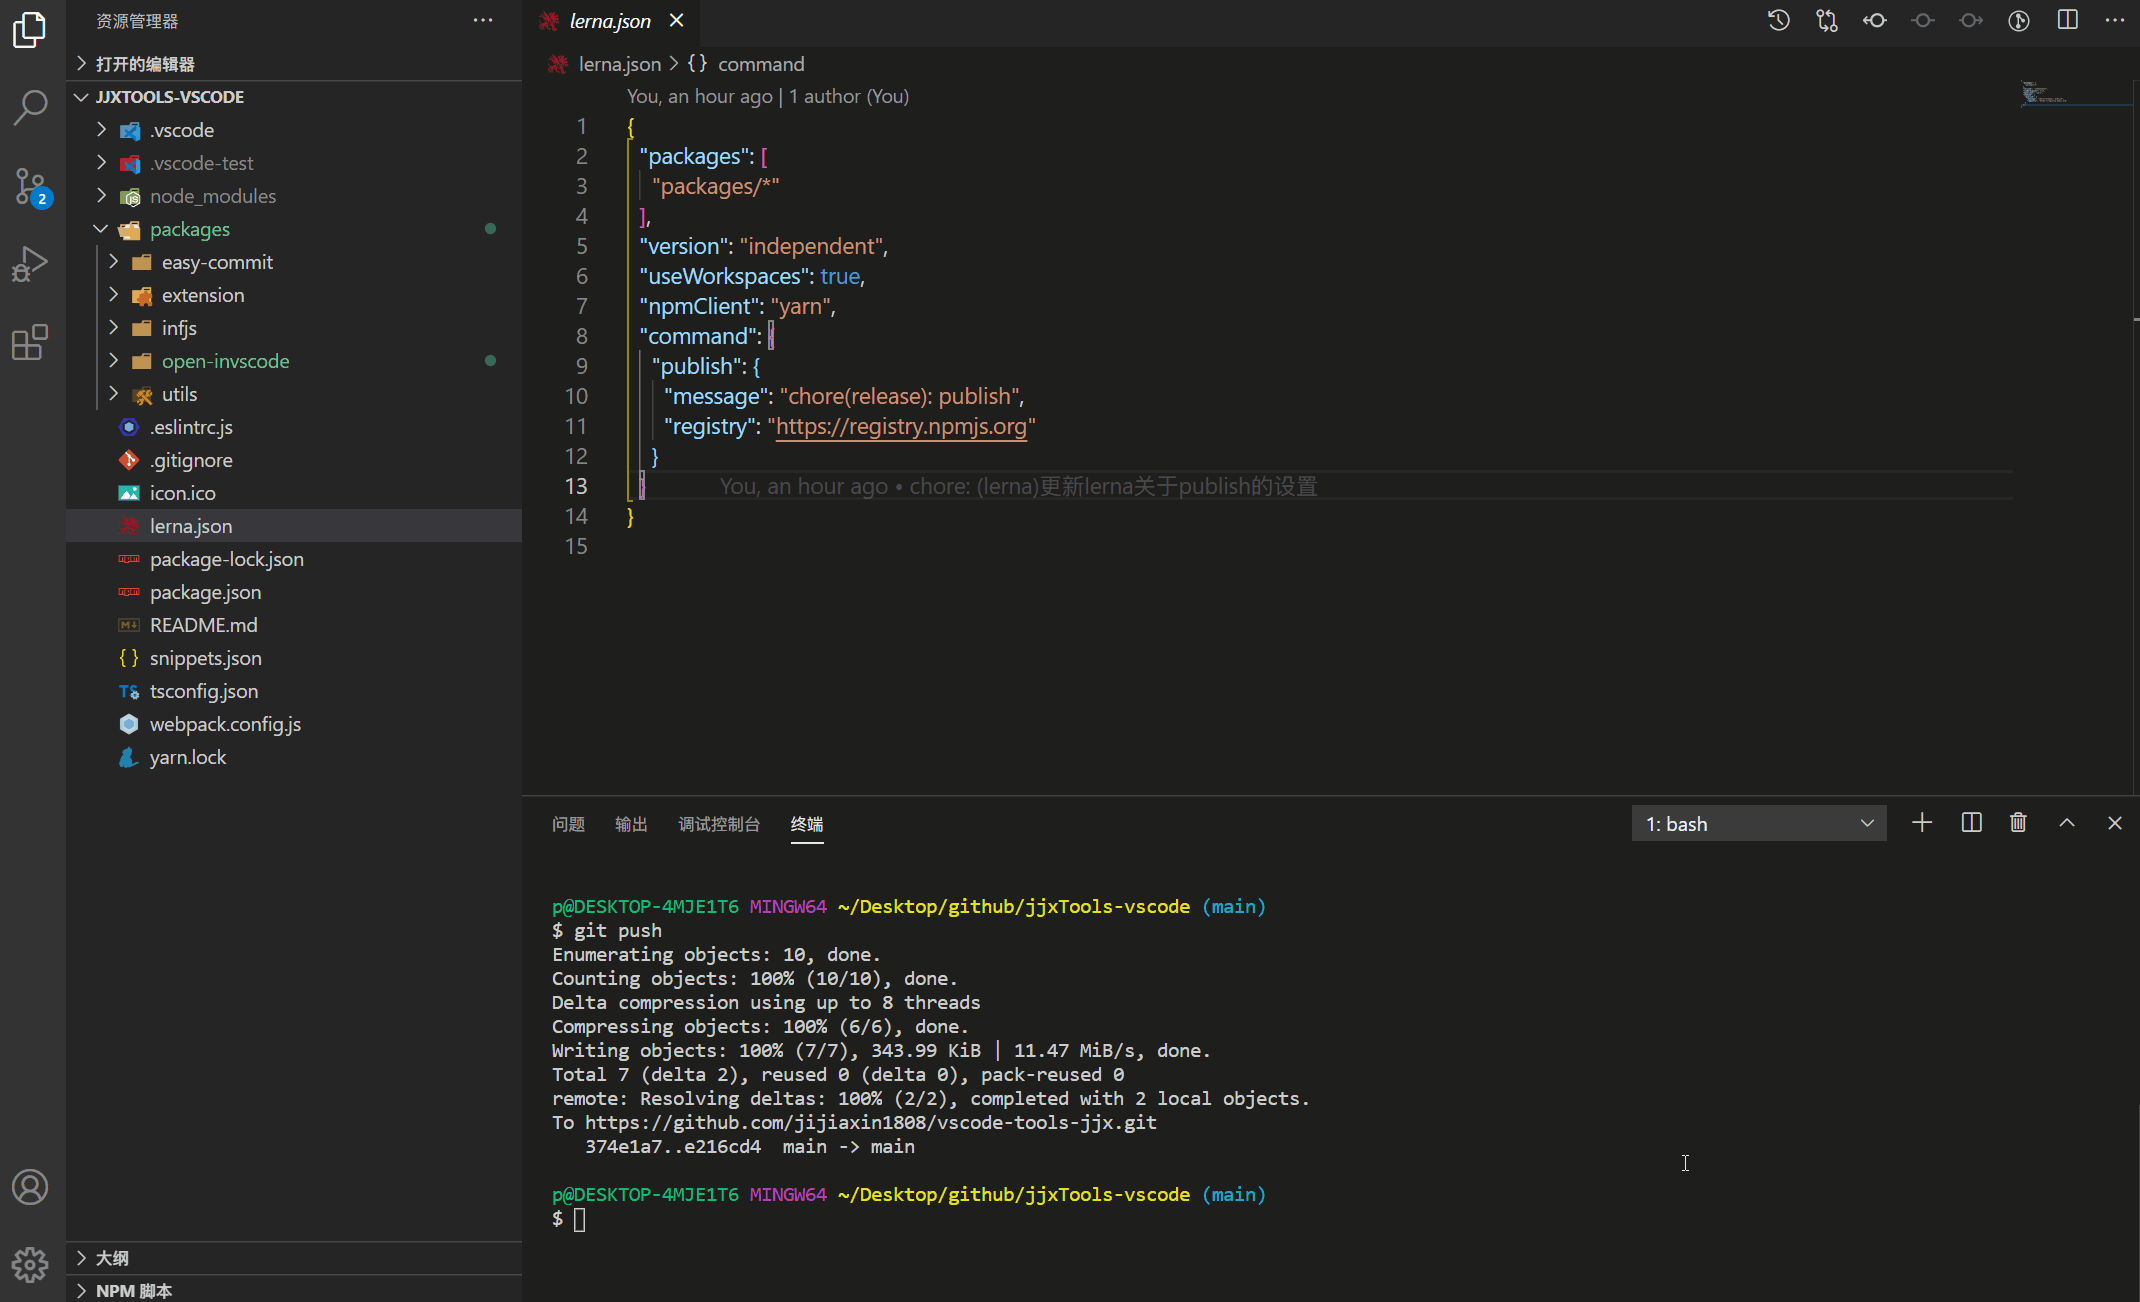 资源管理器
打开的编辑器
JJXTOOLS-VSCODE
.vscode
.vscode-test
node_modules
packages
easy-commit
extension
infjs
open-invscode
utils
.eslintrc.js
.gitignore
icon.ico
lerna.json
package-lock.json
package.json
README.md
snippets.json
tsconfig.json
webpack.config.js
yarn.lock
大纲
NPM 脚本
2
lerna.json
lerna.json > {} command
You, an hour ago | 1 author (You)
1 {
2 "packages": [
3 "packages/*"
4 ],
5 "version": "independent",
6 "useWorkspaces": true,
7 "npmClient": "yarn",
8 "command": {
9 "publish": {
10 "message": "chore(release): publish",
11 "registry": "https://registry.npmjs.org"
12 }
13 } You, an hour ago • chore: (lerna)更新lerna关于publish的设置
14 }
15
问题 输出 调试控制台 终端 1: bash
p@DESKTOP-4MJE1T6 MINGW64 ~/Desktop/github/jjxTools-vscode (main)
$ git push
Enumerating objects: 10, done.
Counting objects: 100% (10/10), done.
Delta compression using up to 8 threads
Compressing objects: 100% (6/6), done.
Writing objects: 100% (7/7), 343.99 KiB | 11.47 MiB/s, done.
Total 7 (delta 2), reused 0 (delta 0), pack-reused 0
remote: Resolving deltas: 100% (2/2), completed with 2 local objects.
To https://github.com/jijiaxin1808/vscode-tools-jjx.git
374e1a7..e216cd4  main -> main
p@DESKTOP-4MJE1T6 MINGW64 ~/Desktop/github/jjxTools-vscode (main)
$